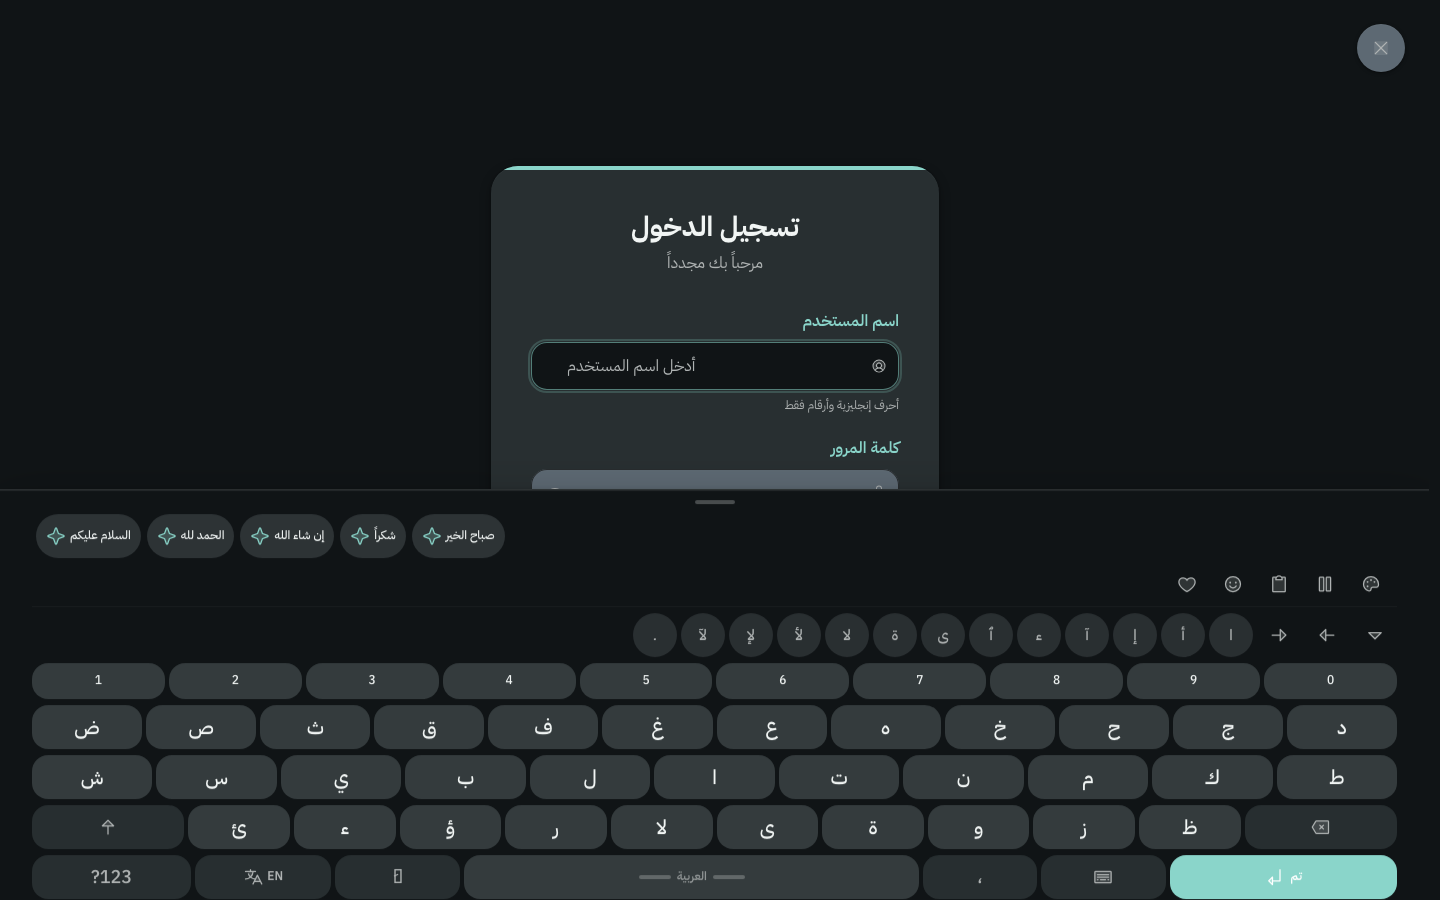 تسجيل الدخول
مرحباً بك مجدداً
اسم المستخدم
أدخل اسم المستخدم
أحرف إنجليزية وأرقام فقط
كلمة المرور
صباح الخير شكراً إن شاء الله الحمد لله السلام عليكم
ا أ إ آ ء ٱ ى ة لا لأ لإ لآ .
1 2 3 4 5 6 7 8 9 0
ض ص ث ق ف غ ع ه خ ح ج د
ش س ي ب ل ا ت ن م ك ط
ئ ء ؤ ر لا ى ة و ز ظ
?123 EN العربية ، تم